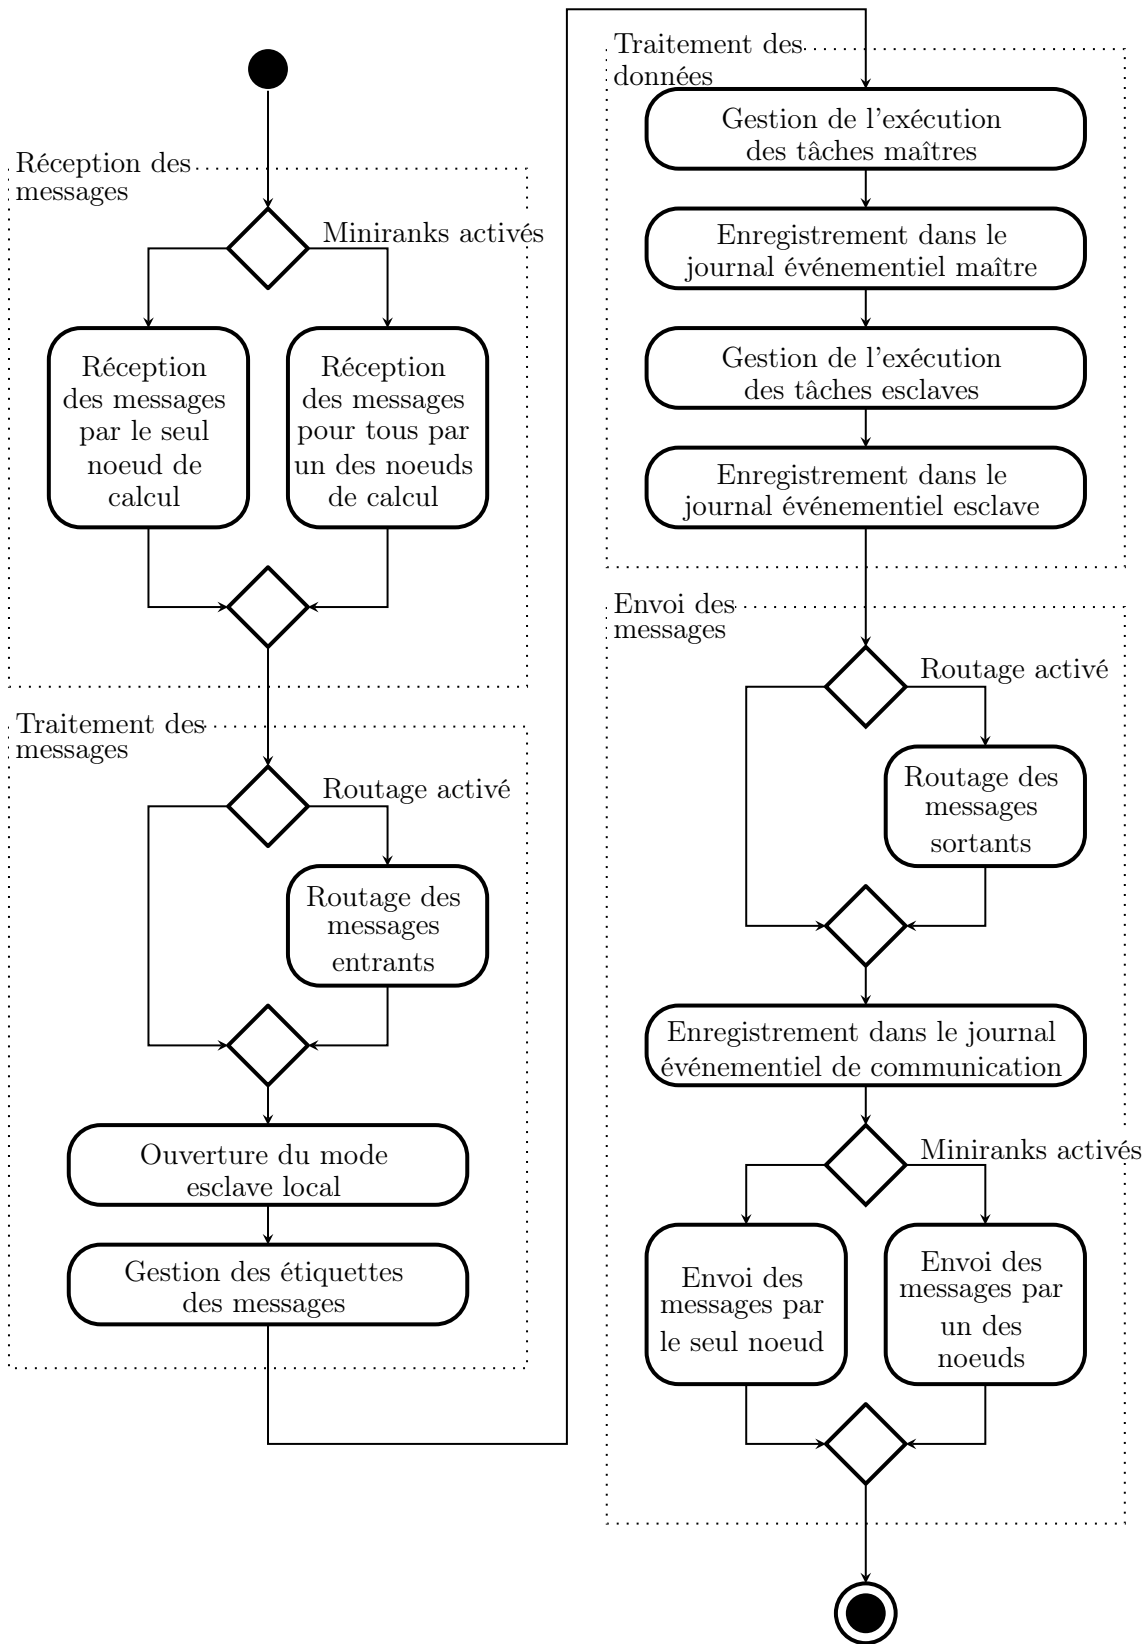 Réception des
messages
Miniranks activés
Réception
des messages
par le seul
noeud de
calcul
Réception
des messages
pour tous par
un des noeuds
de calcul
Traitement des
messages
Routage activé
Routage des
messages
entrants
Ouverture du mode
esclave local
Gestion des étiquettes
des messages
Traitement des
données
Gestion de l'exécution
des tâches maîtres
Enregistrement dans le
journal événementiel maître
Gestion de l'exécution
des tâches esclaves
Enregistrement dans le
journal événementiel esclave
Envoi des
messages
Routage activé
Routage des
messages
sortants
Enregistrement dans le journal
événementiel de communication
Miniranks activés
Envoi des
messages par
le seul noeud
Envoi des
messages par
un des
noeuds